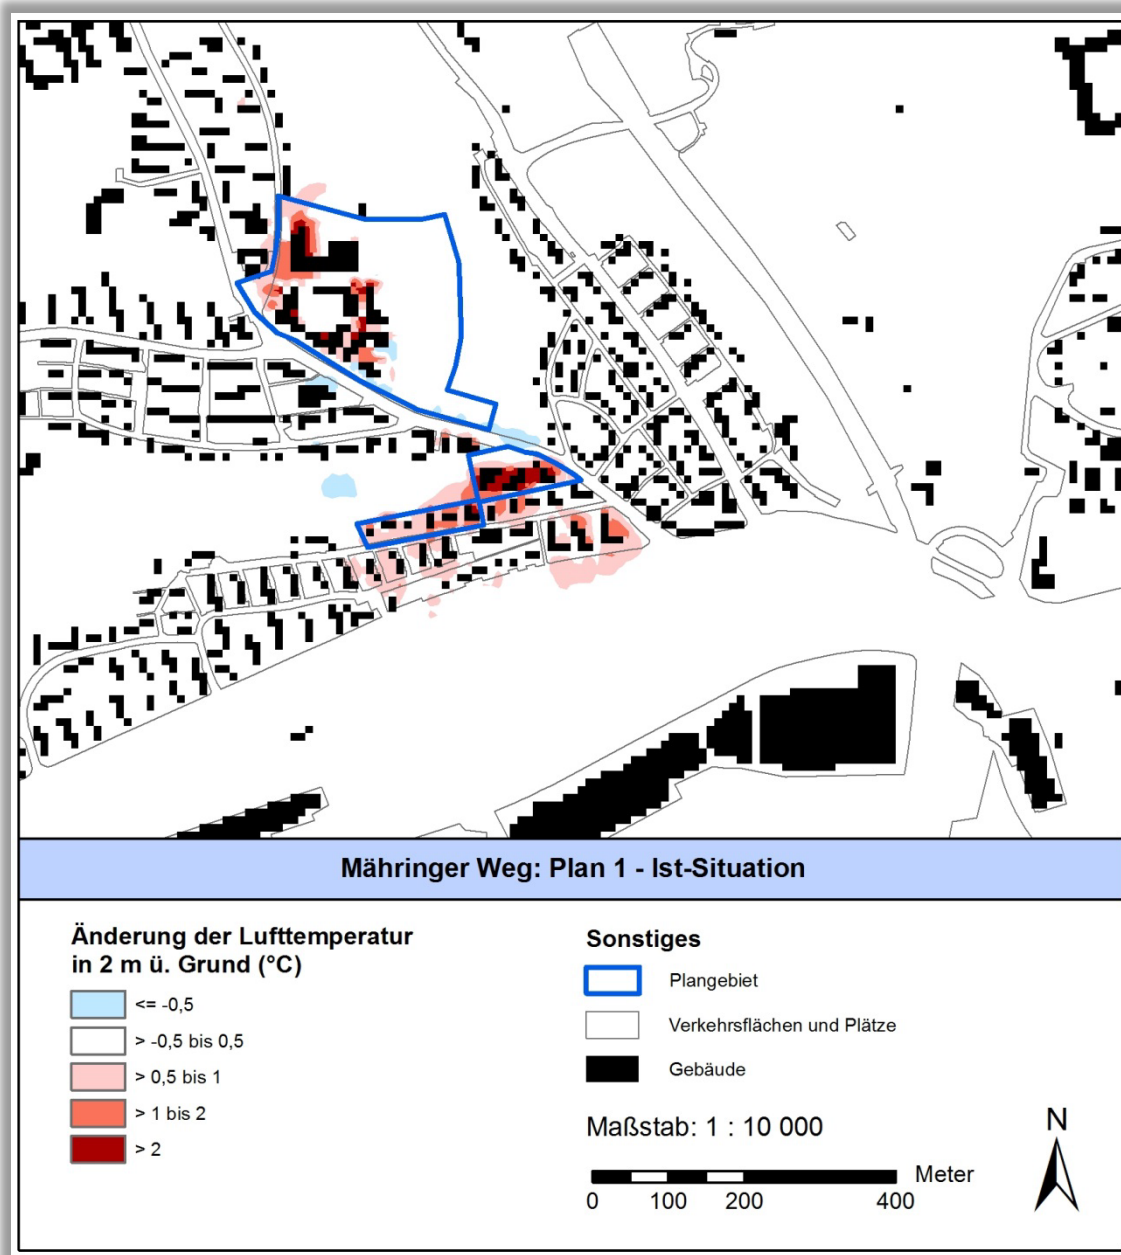 Mähringer Weg: Plan 1 - Ist-Situation
Änderung der Lufttemperatur
in 2 m ü. Grund (°C)
<= -0,5
> -0,5 bis 0,5
> 0,5 bis 1
> 1 bis 2
> 2
Sonstiges
Plangebiet
Verkehrsflächen und Plätze
Gebäude
Maßstab: 1 : 10 000
Meter
0 100 200 400
N